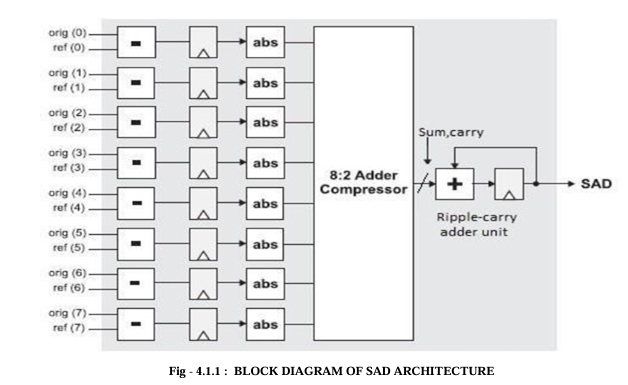 orig (0)
ref (0)
-
abs
orig (1)
ref (1)
-
abs
orig (2)
ref (2)
-
abs
orig (3)
ref (3)
-
abs
orig (4)
ref (4)
-
abs
orig (5)
ref (5)
-
abs
orig (6)
ref (6)
-
abs
orig (7)
ref (7)
-
abs
8:2 Adder
Compressor
Sum,carry
+
SAD
Ripple-carry
adder unit
Fig - 4.1.1 : BLOCK DIAGRAM OF SAD ARCHITECTURE